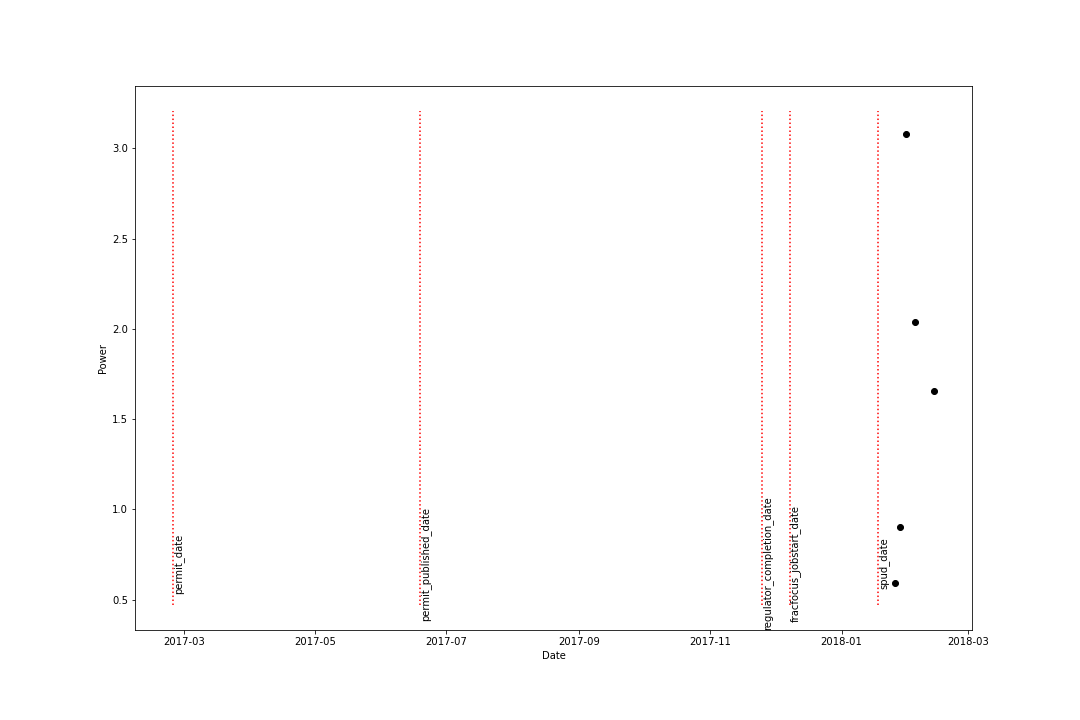 3.0
2.5
2.0
1.5
1.0
0.5
Power
permit_date
permit_published_date
regulator_completion_date
fracfocus_jobstart_date
spud_date
2017-03
2017-05
2017-07
2017-09
2017-11
2018-01
2018-03
Date